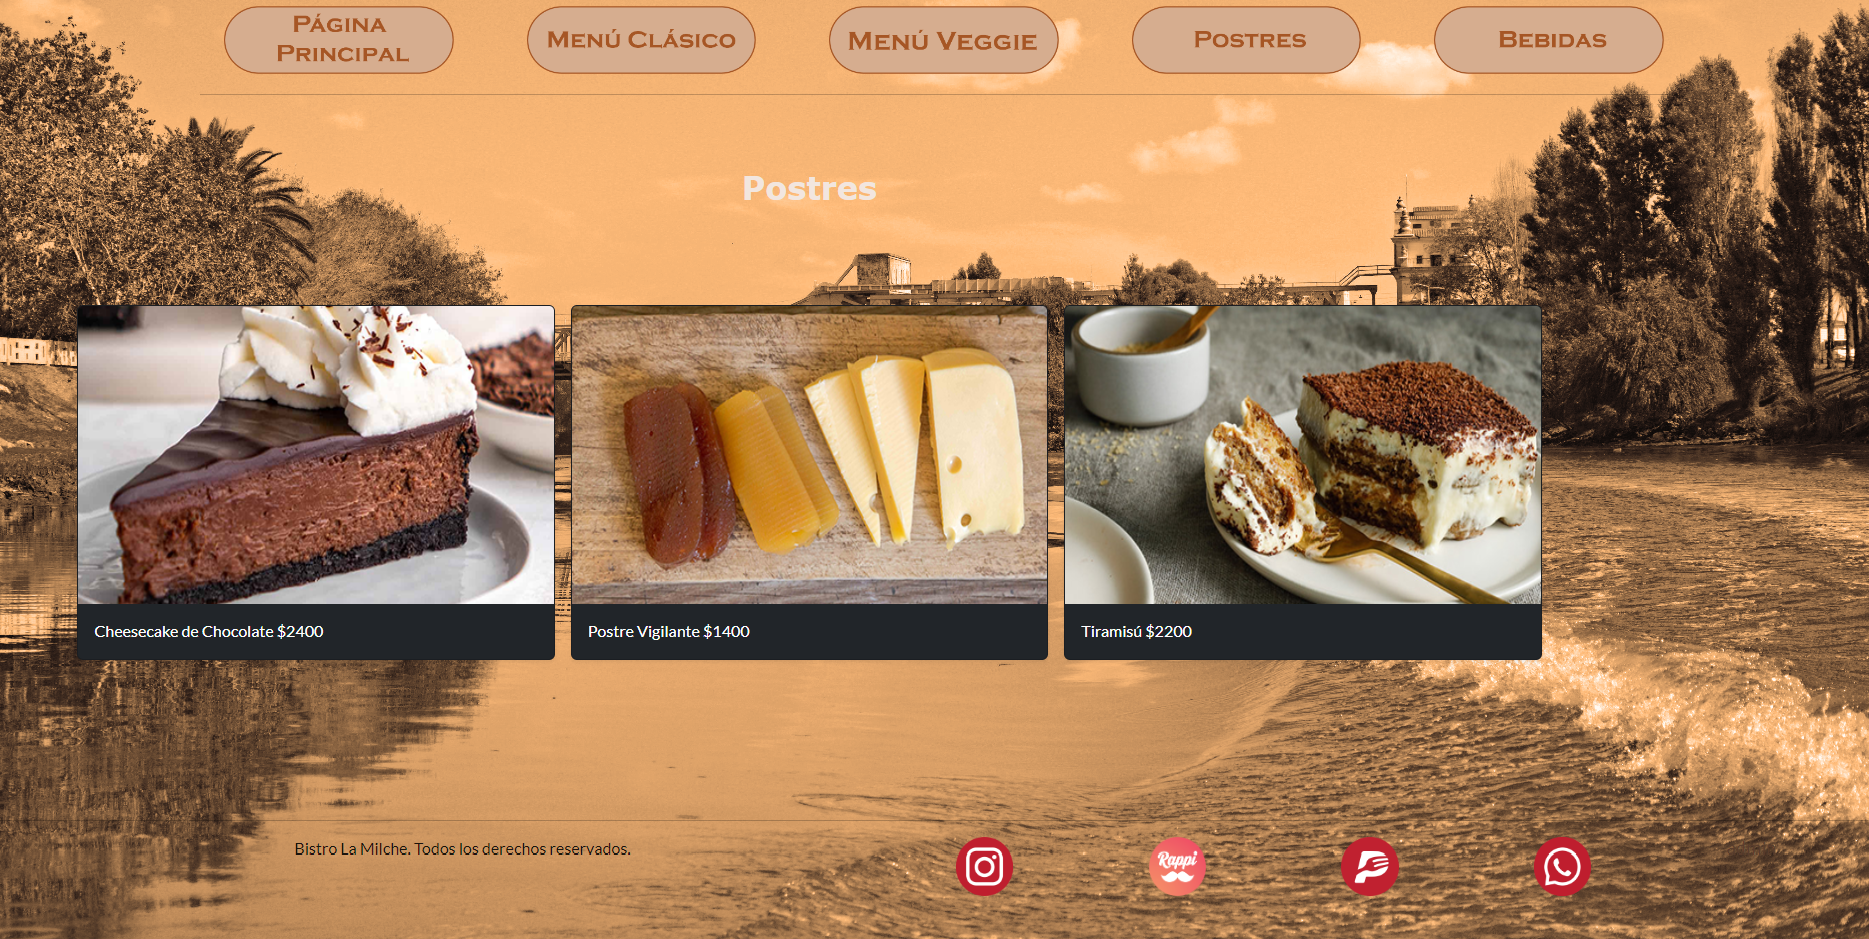 PÁGINA
PRINCIPAL
MENÚ CLÁSICO
MENÚ VEGGIE
POSTRES
BEBIDAS
Postres
Cheesecake de Chocolate $2400
Postre Vigilante $1400
Tiramisú $2200
Bistro La Milche. Todos los derechos reservados.
Rappi